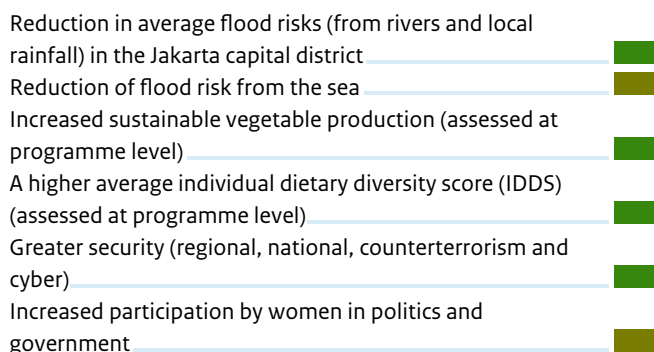 Reduction in average flood risks (from rivers and local
rainfall) in the Jakarta capital district
Reduction of flood risk from the sea
Increased sustainable vegetable production (assessed at
programme level)
A higher average individual dietary diversity score (IDDS)
(assessed at programme level)
Greater security (regional, national, counterterrorism and
cyber)
Increased participation by women in politics and
government